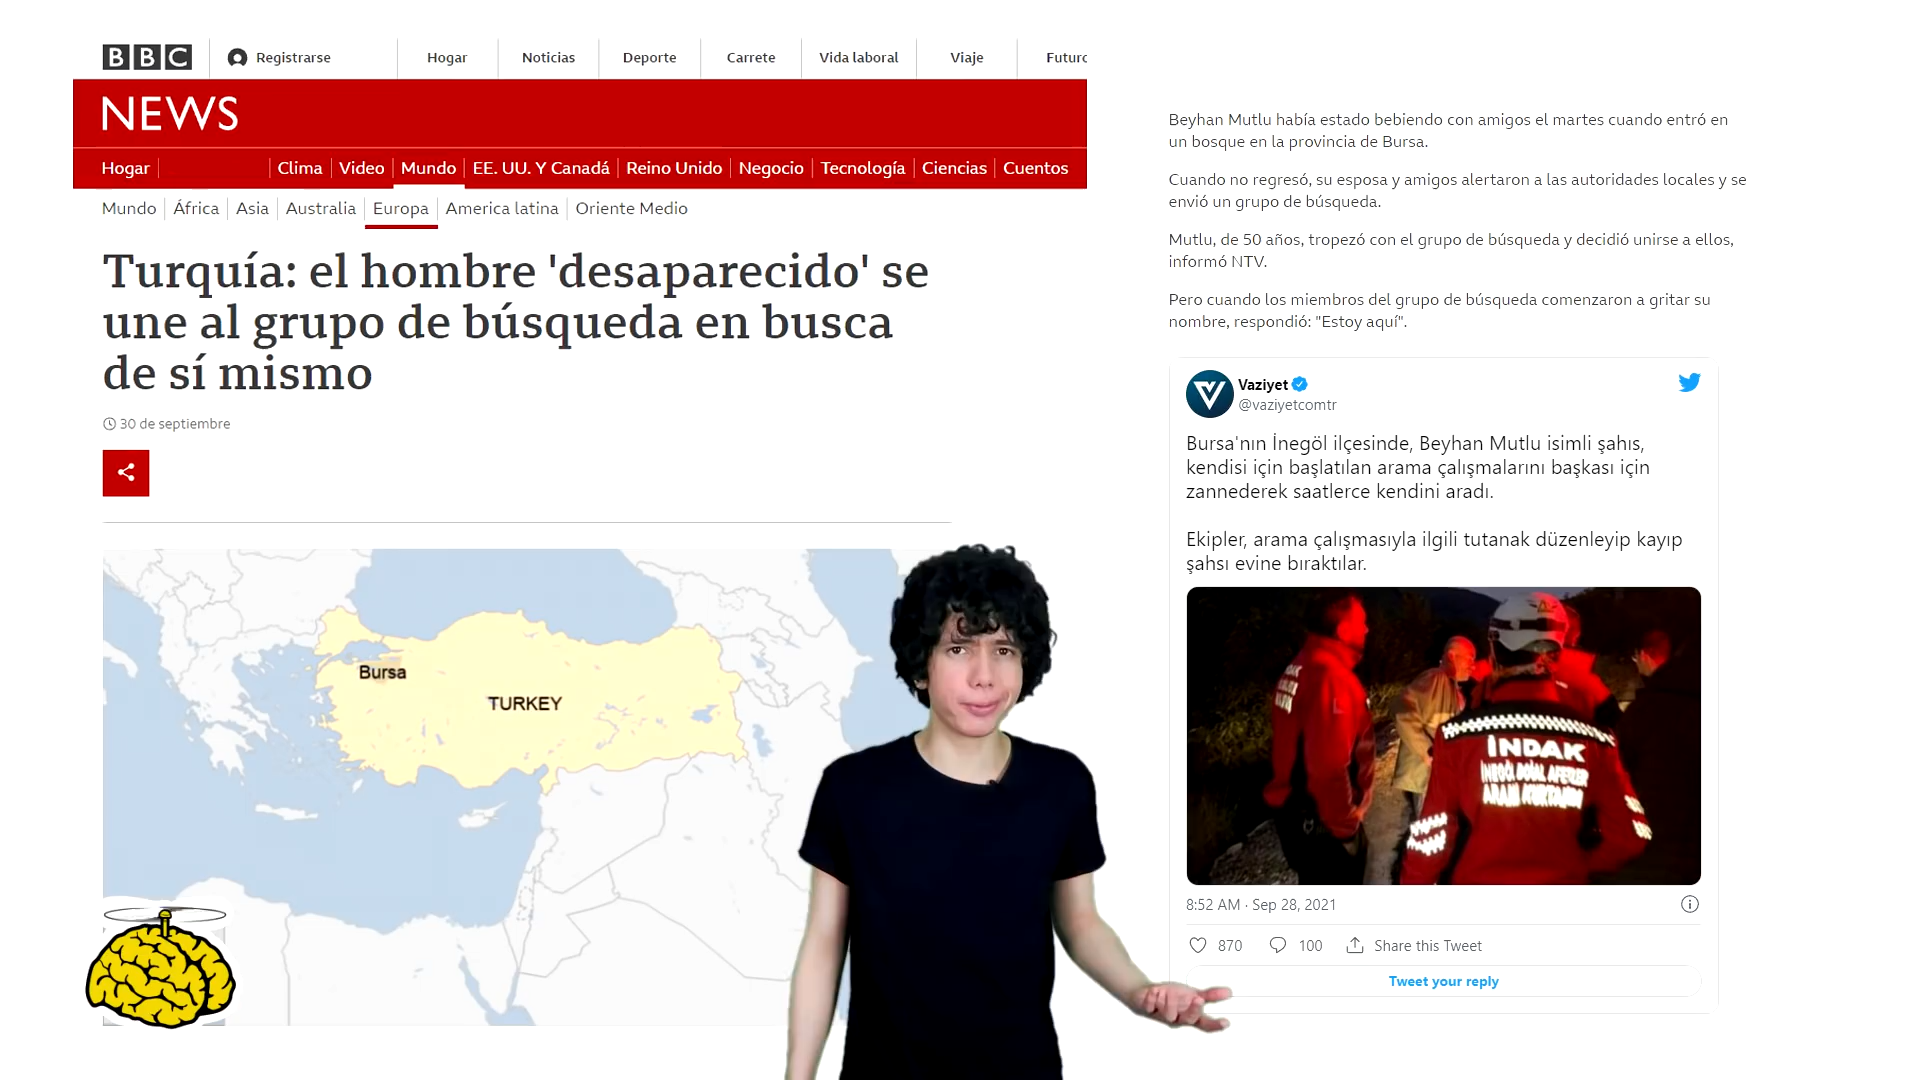 BBC
Registrarse
Hogar
Noticias
Deporte
Carrete
Vida laboral
Viaje
Futuro
NEWS
Hogar
Clima
Video
Mundo
EE. UU. Y Canadá
Reino Unido
Negocio
Tecnología
Ciencias
Cuentos
Mundo
África
Asia
Australia
Europa
America latina
Oriente Medio
Turquía: el hombre 'desaparecido' se
une al grupo de búsqueda en busca
de sí mismo
30 de septiembre
Bursa
TURKEY
Beyhan Mutlu había estado bebiendo con amigos el martes cuando entró en
un bosque en la provincia de Bursa.
Cuando no regresó, su esposa y amigos alertaron a las autoridades locales y se
envió un grupo de búsqueda.
Mutlu, de 50 años, tropezó con el grupo de búsqueda y decidió unirse a ellos,
informó NTV.
Pero cuando los miembros del grupo de búsqueda comenzaron a gritar su
nombre, respondió: "Estoy aquí".
Vaziyet
@vaziyetcomtr
Bursa'nın İnegöl ilçesinde, Beyhan Mutlu isimli şahıs,
kendisi için başlatılan arama çalışmalarını başkası için
zannederek saatlerce kendini aradı.
Ekipler, arama çalışmasıyla ilgili tutanak düzenleyip kayıp
şahsı evine bıraktılar.
İNDAK
İNEGÖL DOĞAL AFETLER
ARAMA KURTARMA
8:52 AM · Sep 28, 2021
870
100
Share this Tweet
Tweet your reply